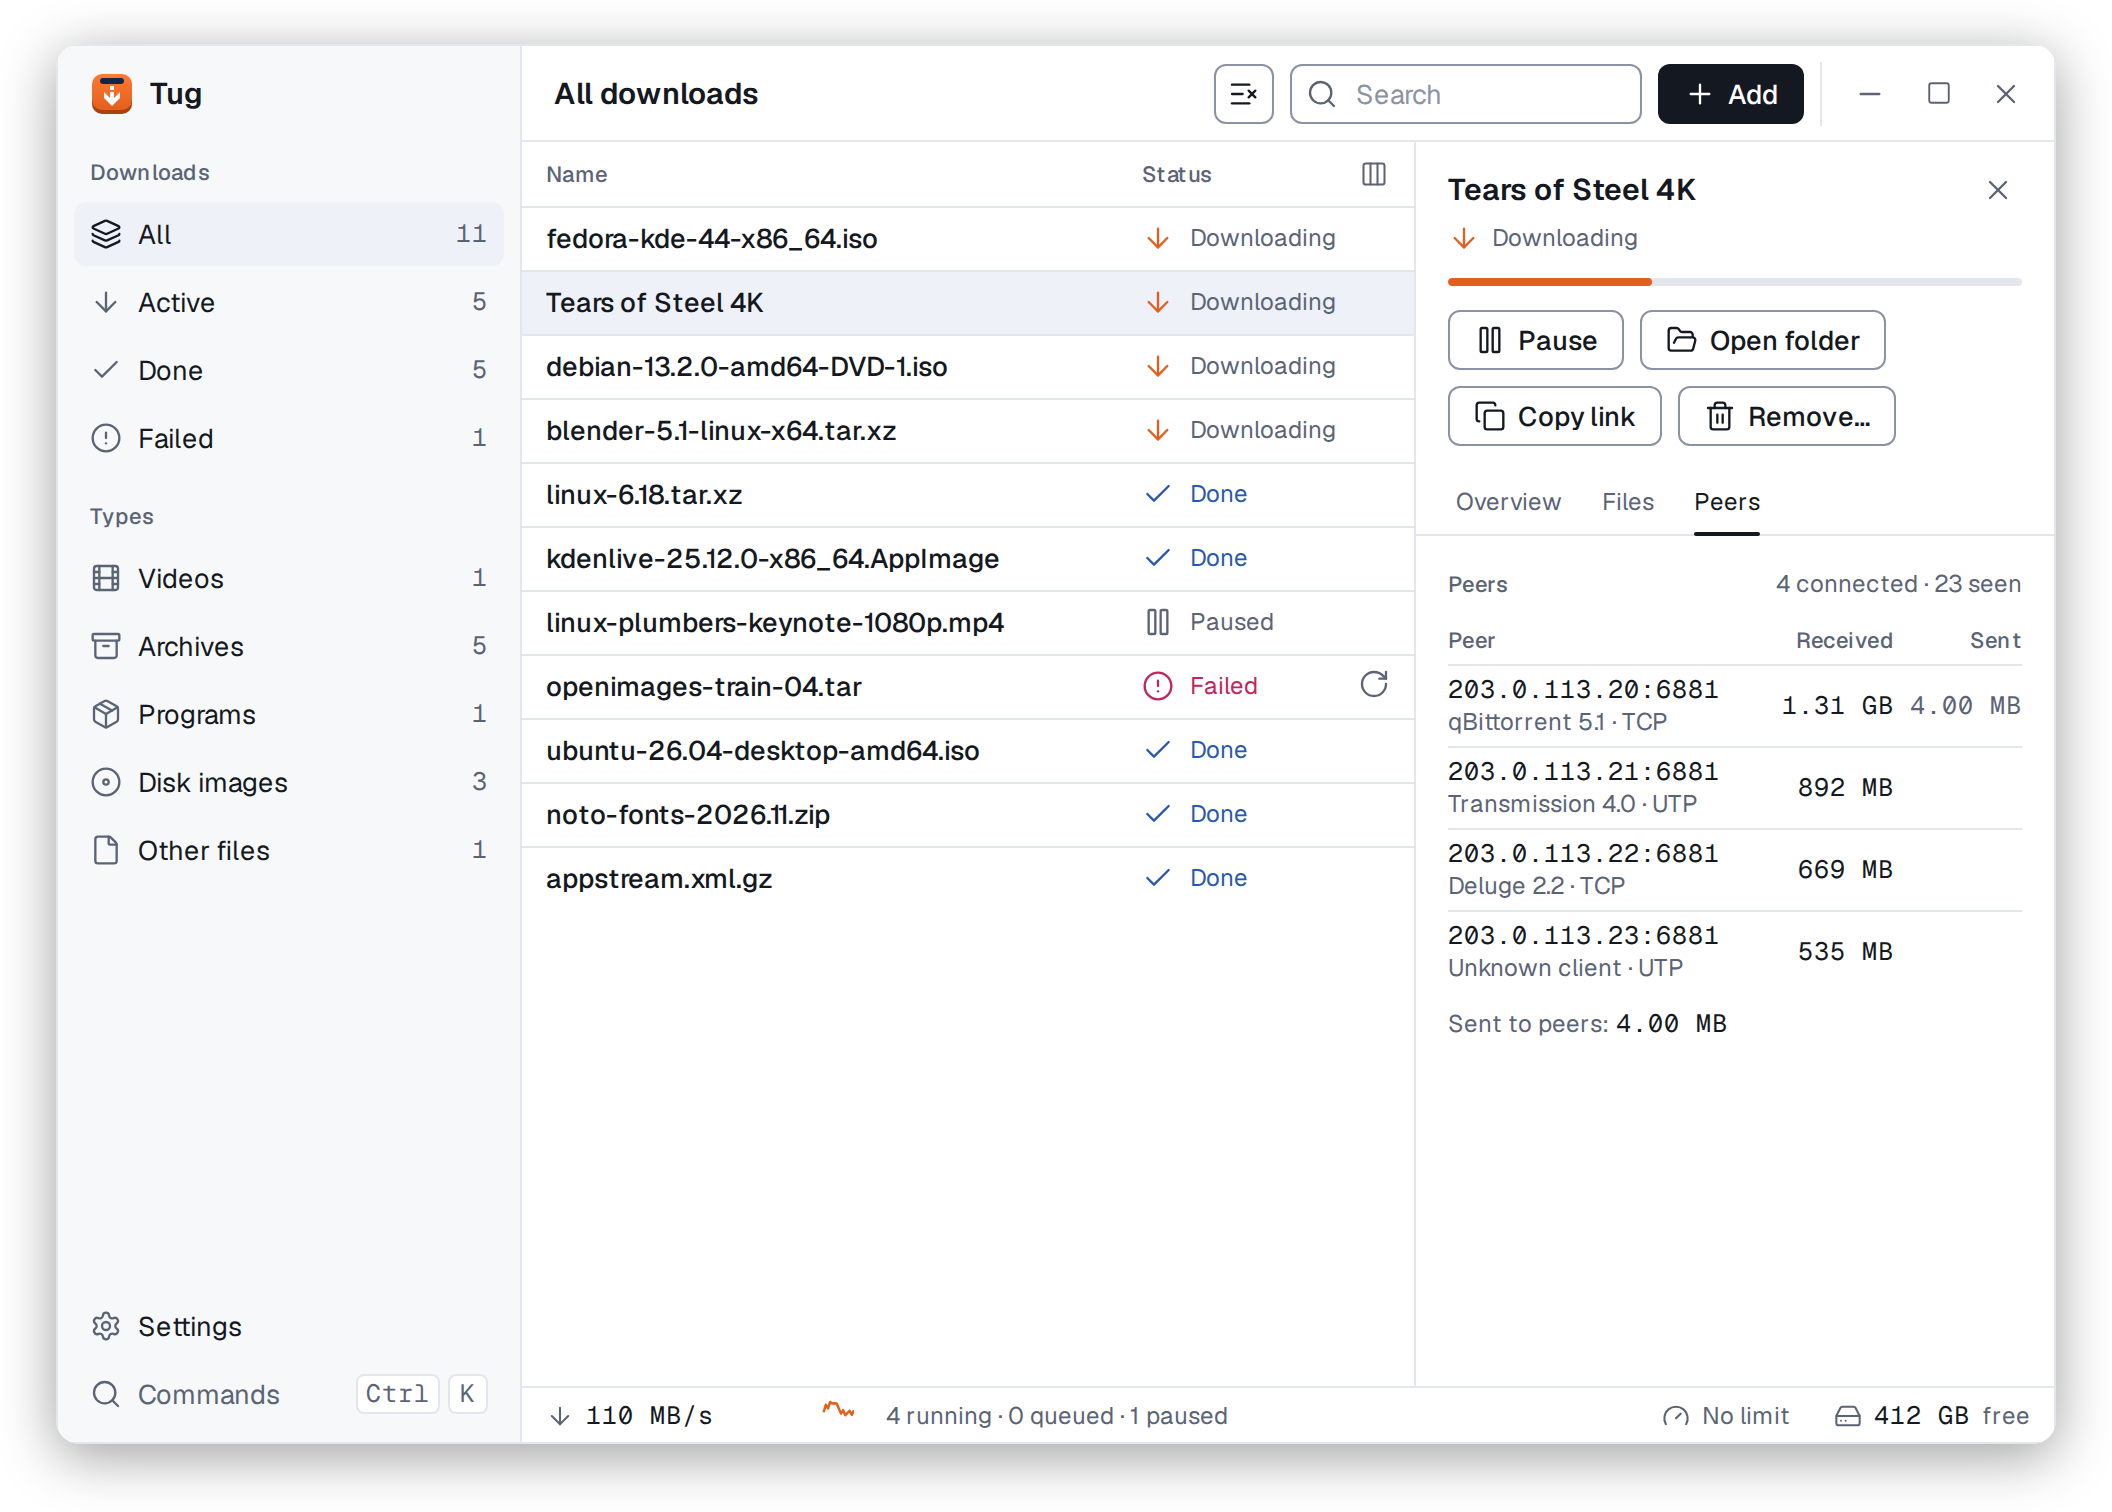 Tug
Downloads
All 11
Active 5
Done 5
Failed 1
Types
Videos 1
Archives 5
Programs 1
Disk images 3
Other files 1
Settings
Commands Ctrl K
All downloads
Search
Add
Name Status
fedora-kde-44-x86_64.iso Downloading
Tears of Steel 4K Downloading
debian-13.2.0-amd64-DVD-1.iso Downloading
blender-5.1-linux-x64.tar.xz Downloading
linux-6.18.tar.xz Done
kdenlive-25.12.0-x86_64.AppImage Done
linux-plumbers-keynote-1080p.mp4 Paused
openimages-train-04.tar Failed
ubuntu-26.04-desktop-amd64.iso Done
noto-fonts-2026.11.zip Done
appstream.xml.gz Done
Tears of Steel 4K
Downloading
Pause Open folder
Copy link Remove...
Overview Files Peers
Peers 4 connected · 23 seen
Peer Received Sent
203.0.113.20:6881
qBittorrent 5.1 · TCP
1.31 GB 4.00 MB
203.0.113.21:6881
Transmission 4.0 · UTP
892 MB
203.0.113.22:6881
Deluge 2.2 · TCP
669 MB
203.0.113.23:6881
Unknown client · UTP
535 MB
Sent to peers: 4.00 MB
110 MB/s 4 running · 0 queued · 1 paused No limit 412 GB free